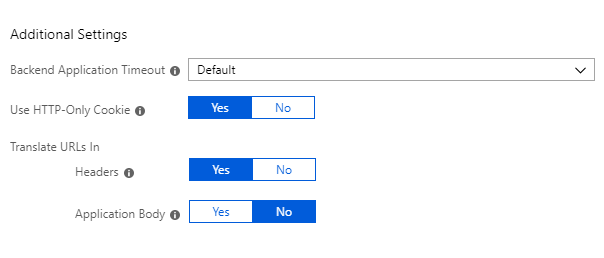 Additional Settings
Backend Application Timeout Default
Use HTTP-Only Cookie Yes No
Translate URLs In
Headers Yes No
Application Body Yes No